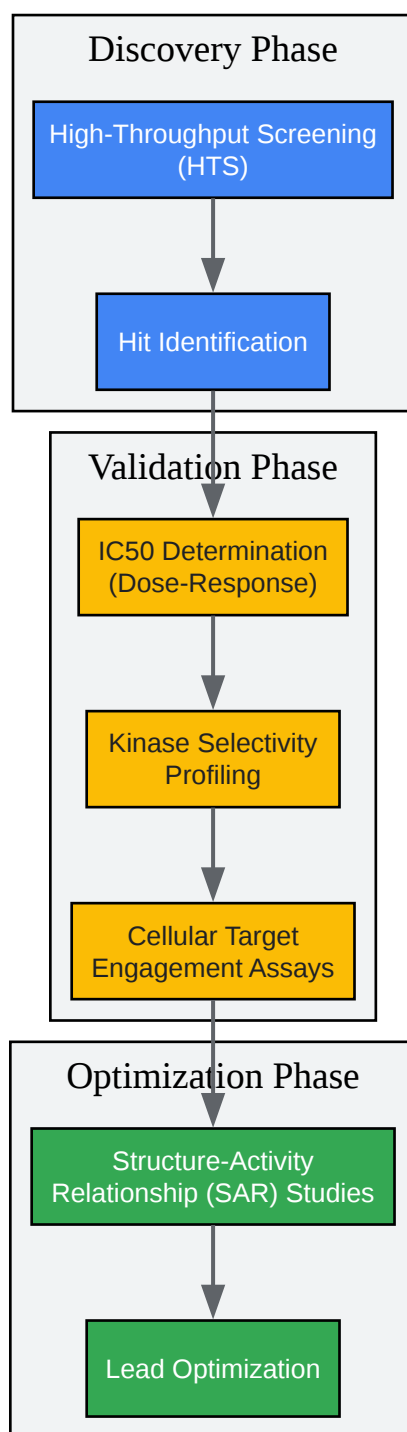 Discovery Phase
High-Throughput Screening
(HTS)
Hit Identification
Validation Phase
IC50 Determination
(Dose-Response)
Kinase Selectivity
Profiling
Cellular Target
Engagement Assays
Optimization Phase
Structure-Activity
Relationship (SAR) Studies
Lead Optimization